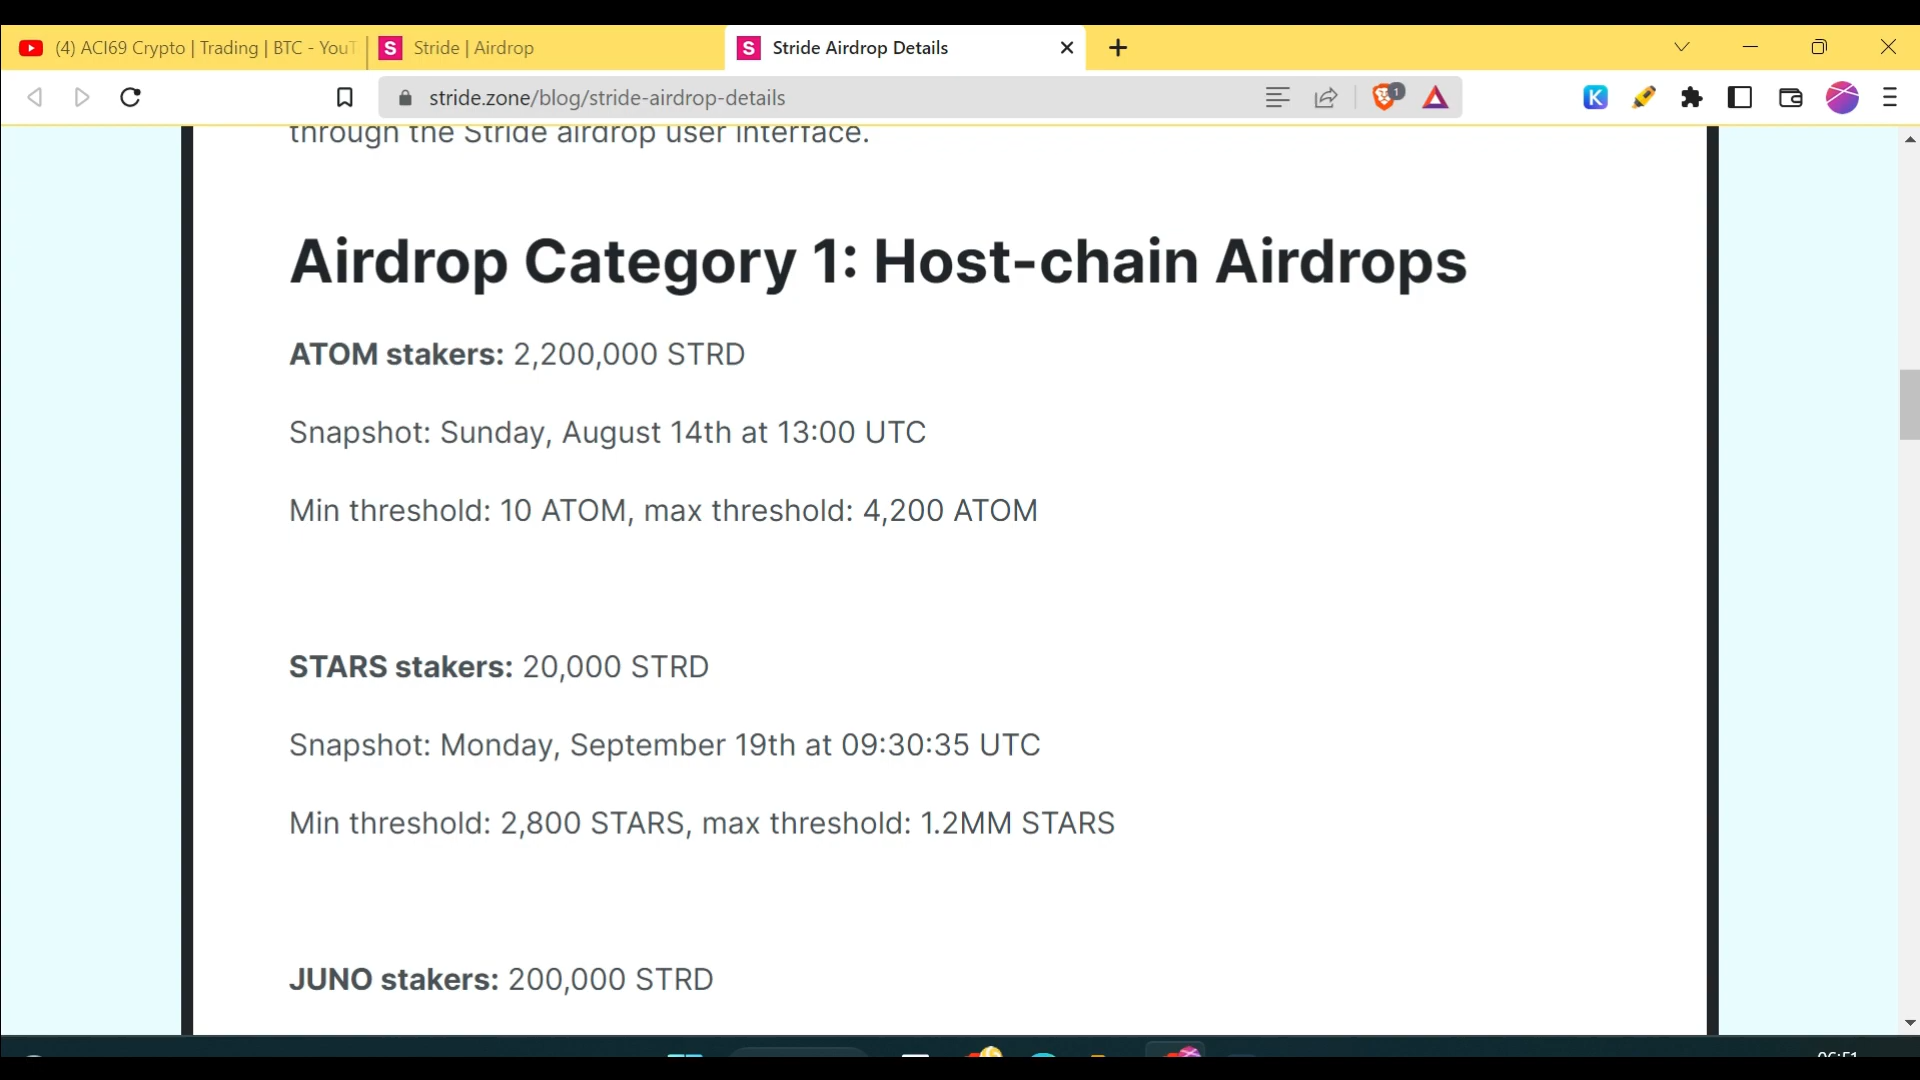 (4) ACI69 Crypto | Trading | BTC - YouT
Stride | Airdrop
Stride Airdrop Details
stride.zone/blog/stride-airdrop-details
1
through the Stride airdrop user interface.
Airdrop Category 1: Host-chain Airdrops
ATOM stakers: 2,200,000 STRD
Snapshot: Sunday, August 14th at 13:00 UTC
Min threshold: 10 ATOM, max threshold: 4,200 ATOM
STARS stakers: 20,000 STRD
Snapshot: Monday, September 19th at 09:30:35 UTC
Min threshold: 2,800 STARS, max threshold: 1.2MM STARS
JUNO stakers: 200,000 STRD